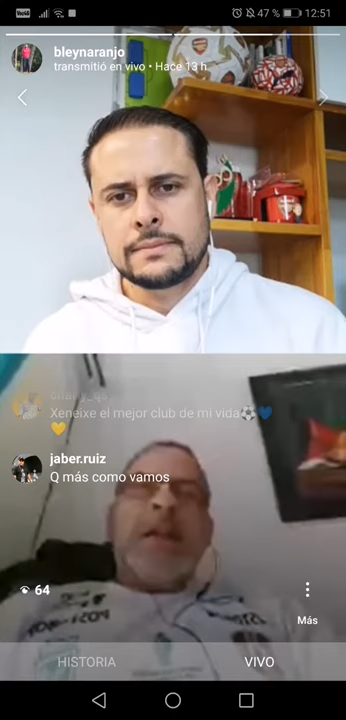 47 % 12:51
bleynaranjo
transmitió en vivo • Hace 13 h
Xeneixe el mejor club de mi vida⚽💙
💛
jaber.ruiz
Q más como vamos
64
Más
HISTORIA
VIVO